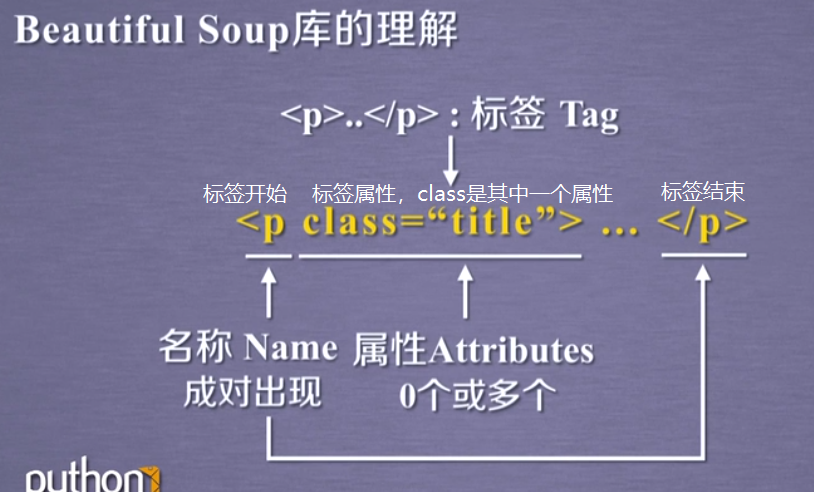 Beautiful Soup库的理解
<p>..</p> : 标签 Tag
标签开始 标签属性，class是其中一个属性 标签结束
<p class=“title”> ... </p>
名称 Name 属性Attributes
成对出现 0个或多个
python